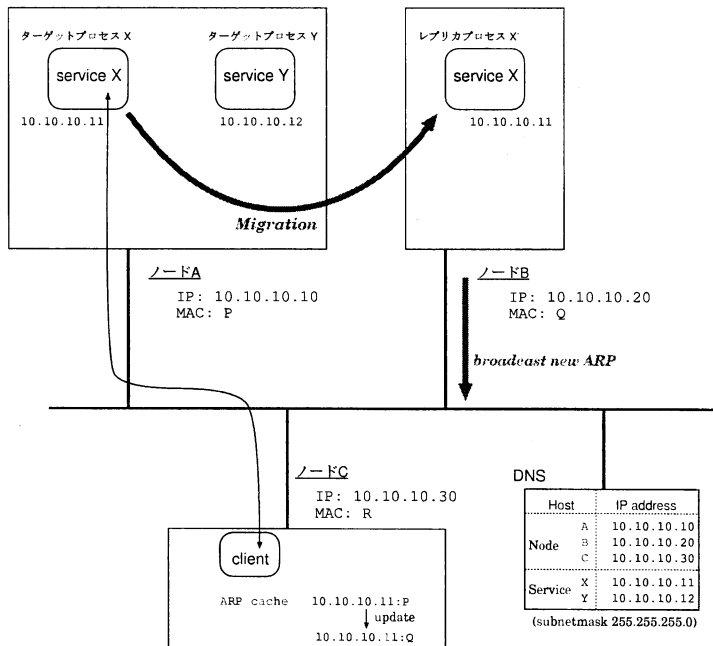 ターゲットプロセス X
ターゲットプロセス Y
レプリカプロセス X'
service X
service Y
service X
10.10.10.11
10.10.10.12
10.10.10.11
Migration
ノードA
IP: 10.10.10.10
MAC: P
ノードB
IP: 10.10.10.20
MAC: Q
broadcast new ARP
ノードC
IP: 10.10.10.30
MAC: R
client
ARP cache 10.10.10.11:P
update
10.10.10.11:Q
DNS
Host IP address
Node
A 10.10.10.10
B 10.10.10.20
C 10.10.10.30
Service
X 10.10.10.11
Y 10.10.10.12
(subnetmask 255.255.255.0)